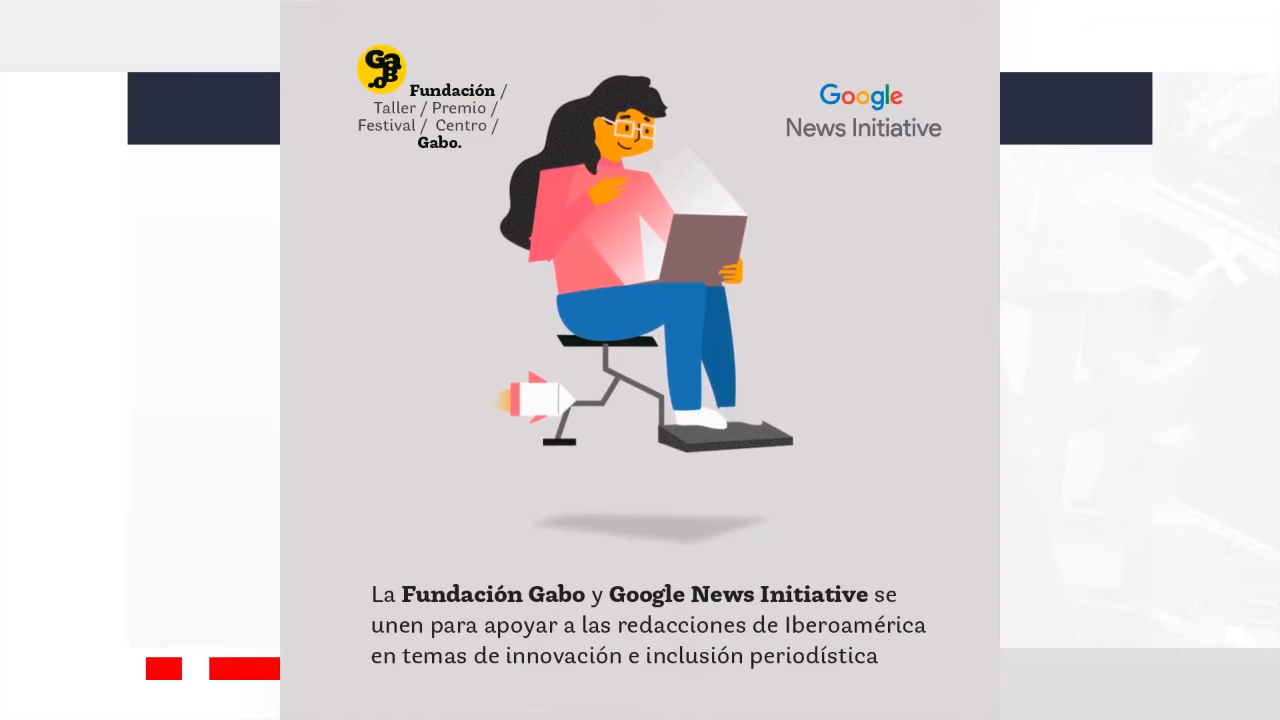 GaBo
Fundación /
Taller / Premio /
Festival / Centro /
Gabo.
Google
News Initiative
La Fundación Gabo y Google News Initiative se
unen para apoyar a las redacciones de Iberoamérica
en temas de innovación e inclusión periodística